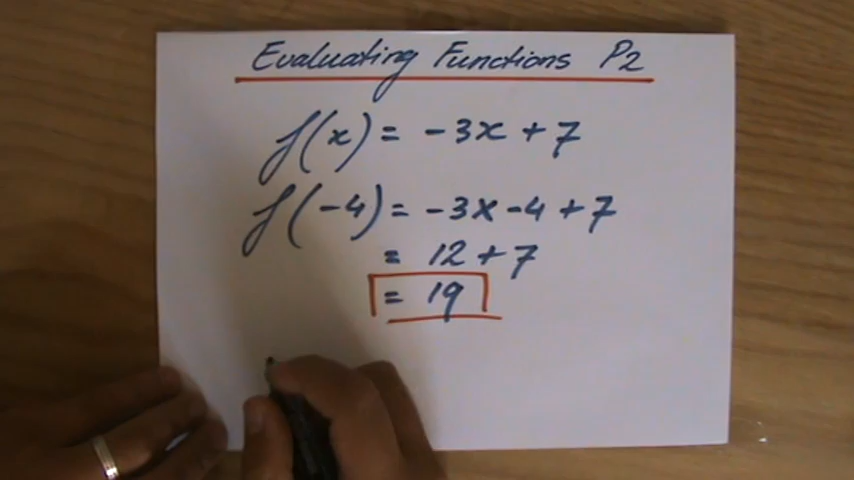 Evaluating Functions P2
f(x) = -3x + 7
f(-4) = -3x -4 + 7
= 12 + 7
= 19